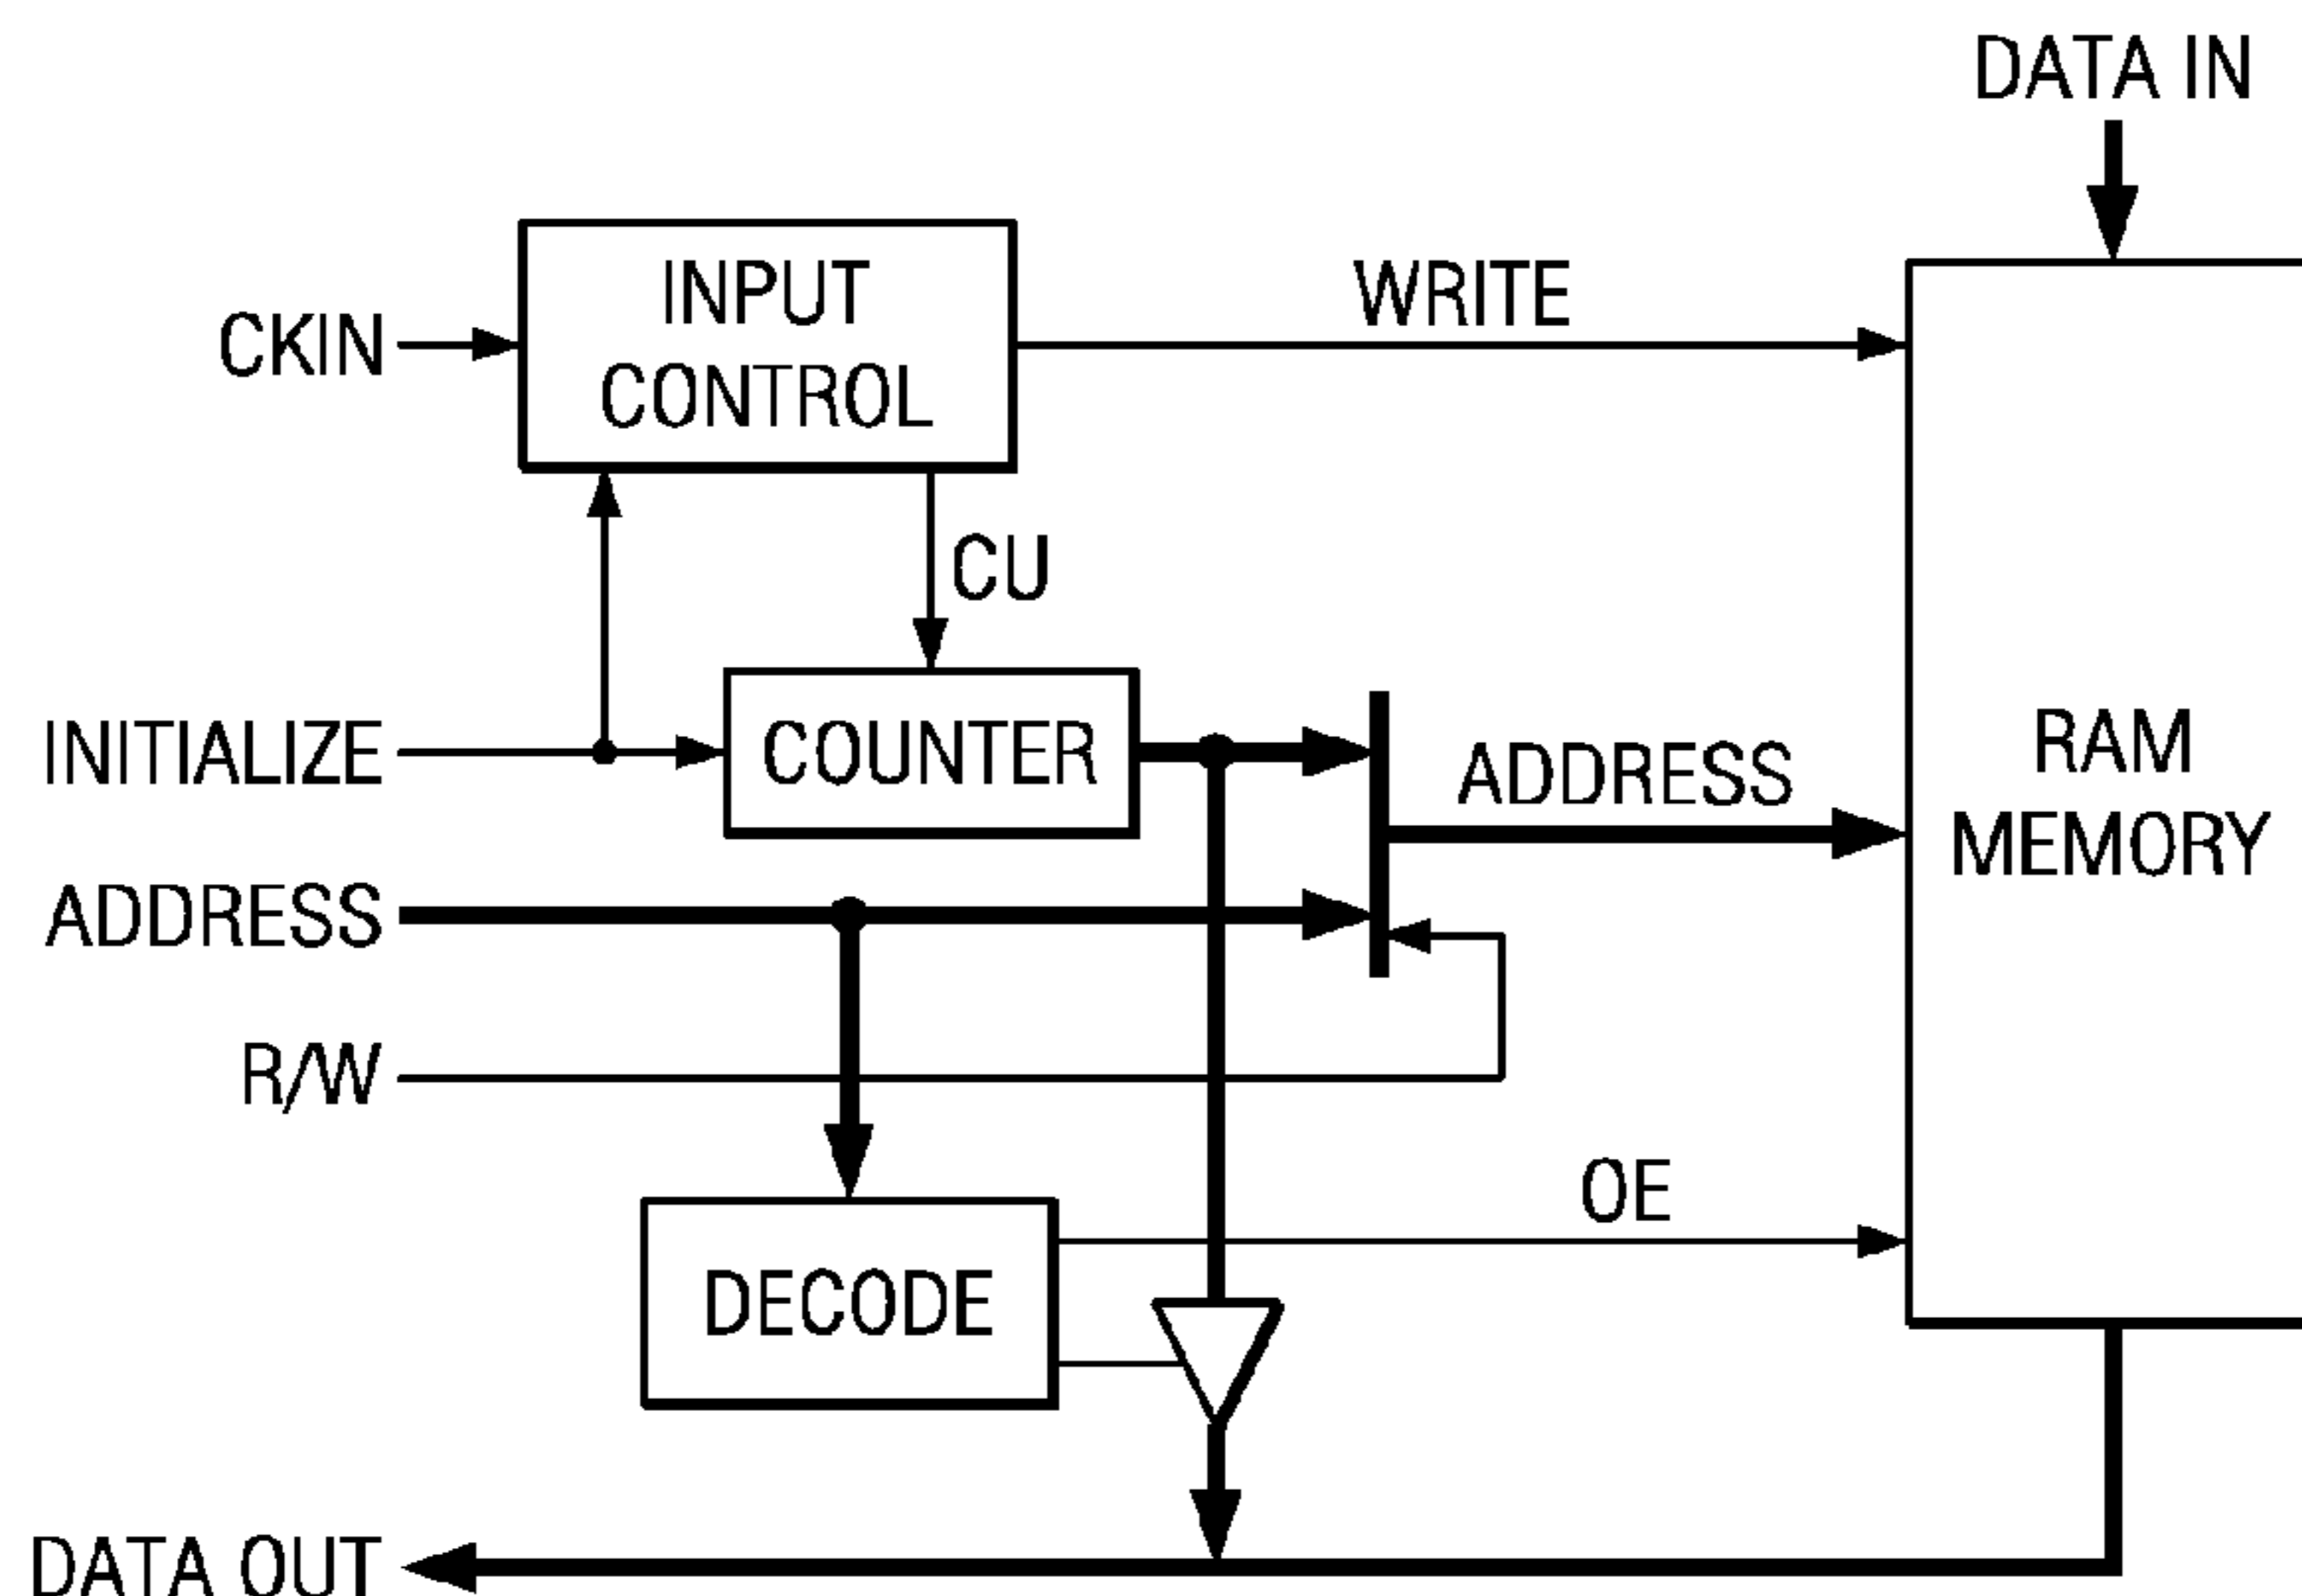 DATA IN
INPUT
CONTROL
WRITE
CKIN
CU
INITIALIZE
COUNTER
ADDRESS
RAM
MEMORY
ADDRESS
R/W
OE
DECODE
DATA OUT